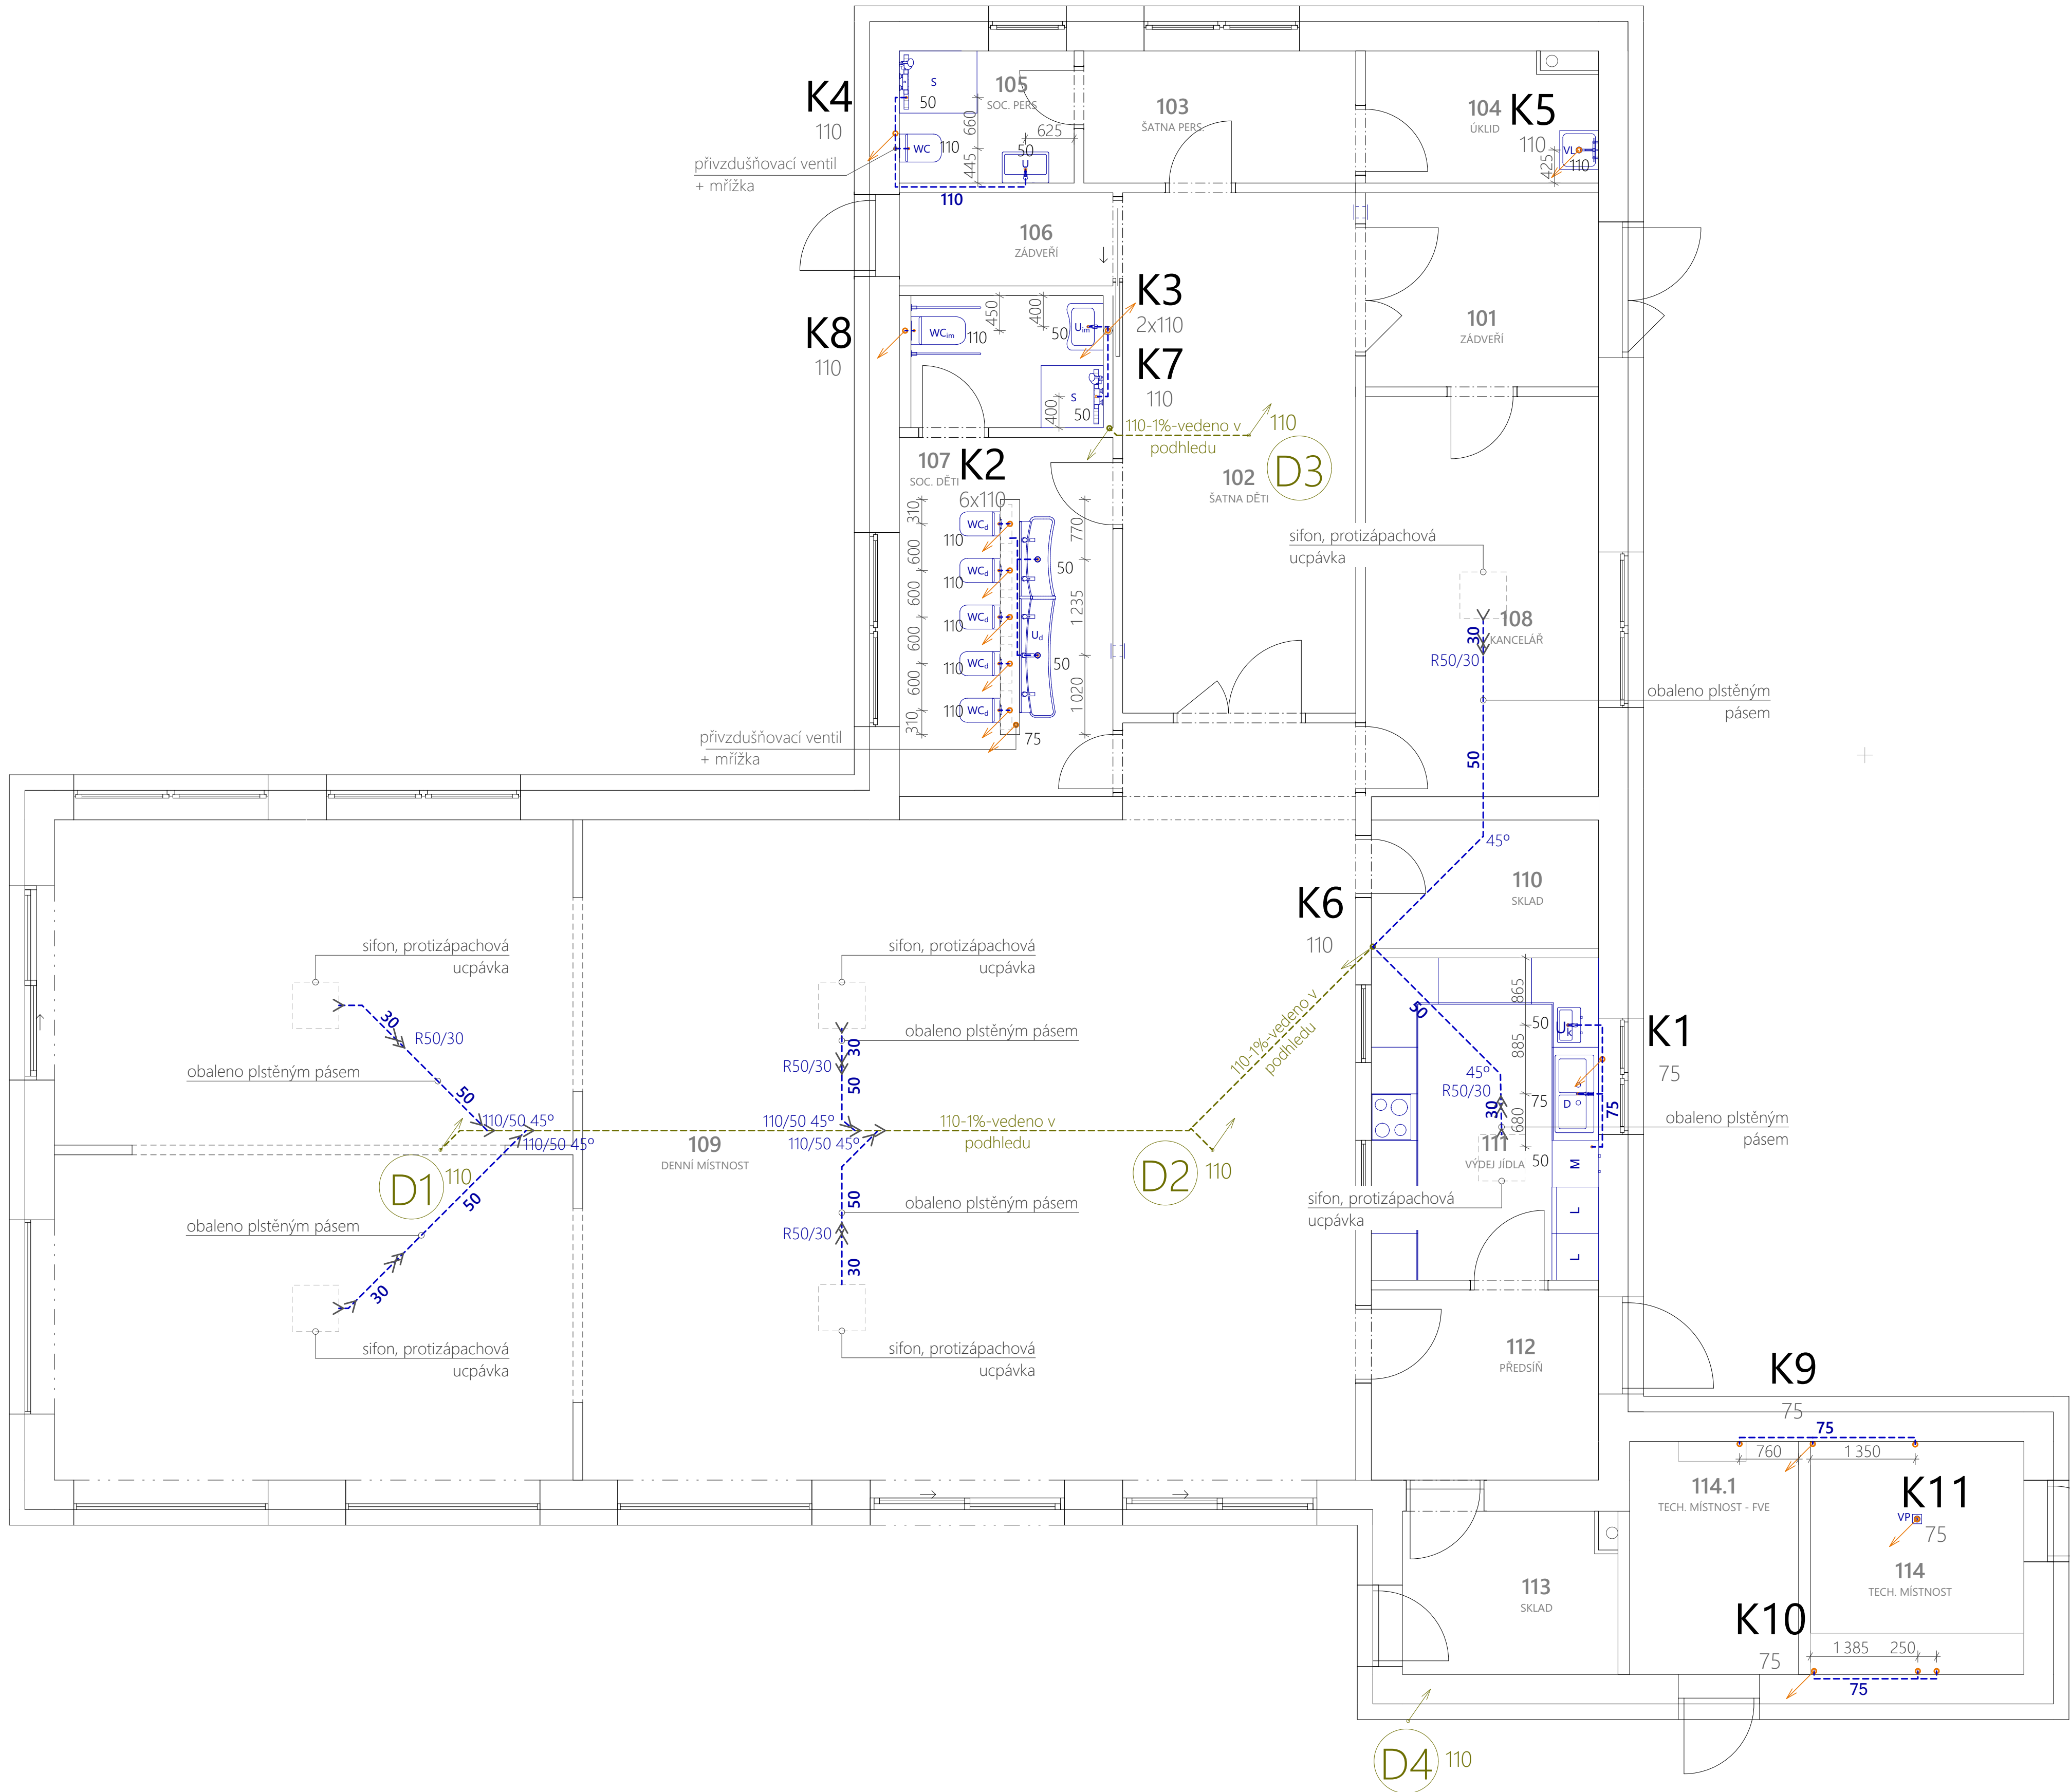 K4
110
přivzdušňovací ventil
+ mřížka
S
50
WC
110
660
445
625
50
U
110
105
SOC. PERS
103
ŠATNA PERS.
104
ÚKLID
K5
110
VL
110
425
106
ZÁDVEŘÍ
K3
2x110
K7
110
K8
110
WCim
110
450
400
Uim
50
S
50
400
101
ZÁDVEŘÍ
110-1%-vedeno v
podhledu
110
D3
107
SOC. DĚTI
K2
6x110
102
ŠATNA DĚTI
310
600
600
600
600
310
WCd
110
WCd
110
WCd
110
WCd
110
WCd
110
Ud
50
50
770
1 235
1 020
75
přivzdušňovací ventil
+ mřížka
sifon, protizápachová
ucpávka
108
KANCELÁŘ
30
R50/30
50
obaleno plstěným
pásem
45°
110
SKLAD
K6
110
sifon, protizápachová
ucpávka
30
R50/30
obaleno plstěným pásem
50
110/50 45°
110/50 45°
D1
110
50
obaleno plstěným pásem
30
sifon, protizápachová
ucpávka
sifon, protizápachová
ucpávka
obaleno plstěným pásem
30
R50/30
50
110/50 45°
110/50 45°
109
DENNÍ MÍSTNOST
110-1%-vedeno v
podhledu
110-1%-vedeno v
podhledu
D2
110
50
obaleno plstěným pásem
R50/30
30
sifon, protizápachová
ucpávka
50
45°
R50/30
30
865
885
680
50
75
50
Uk
D
75
K1
75
obaleno plstěným
pásem
111
VÝDEJ JÍDLA
M
L
L
sifon, protizápachová
ucpávka
112
PŘEDSÍŇ
K9
75
75
760
1 350
114.1
TECH. MÍSTNOST - FVE
K11
VP
75
114
TECH. MÍSTNOST
113
SKLAD
K10
75
1 385
250
75
D4
110